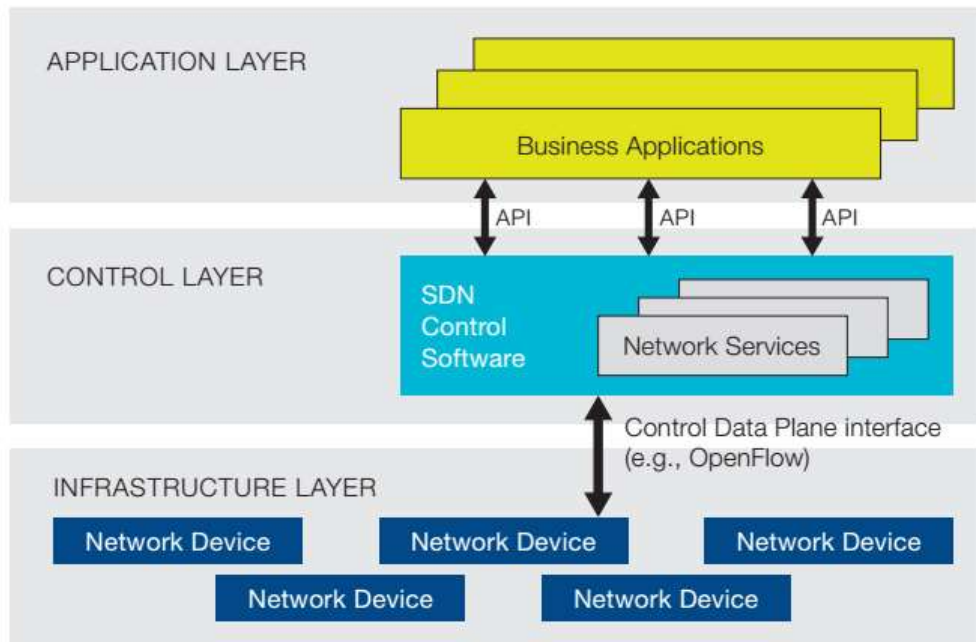 APPLICATION LAYER
Business Applications
API
API
API
CONTROL LAYER
SDN
Control
Software
Network Services
Control Data Plane interface
(e.g., OpenFlow)
INFRASTRUCTURE LAYER
Network Device
Network Device
Network Device
Network Device
Network Device